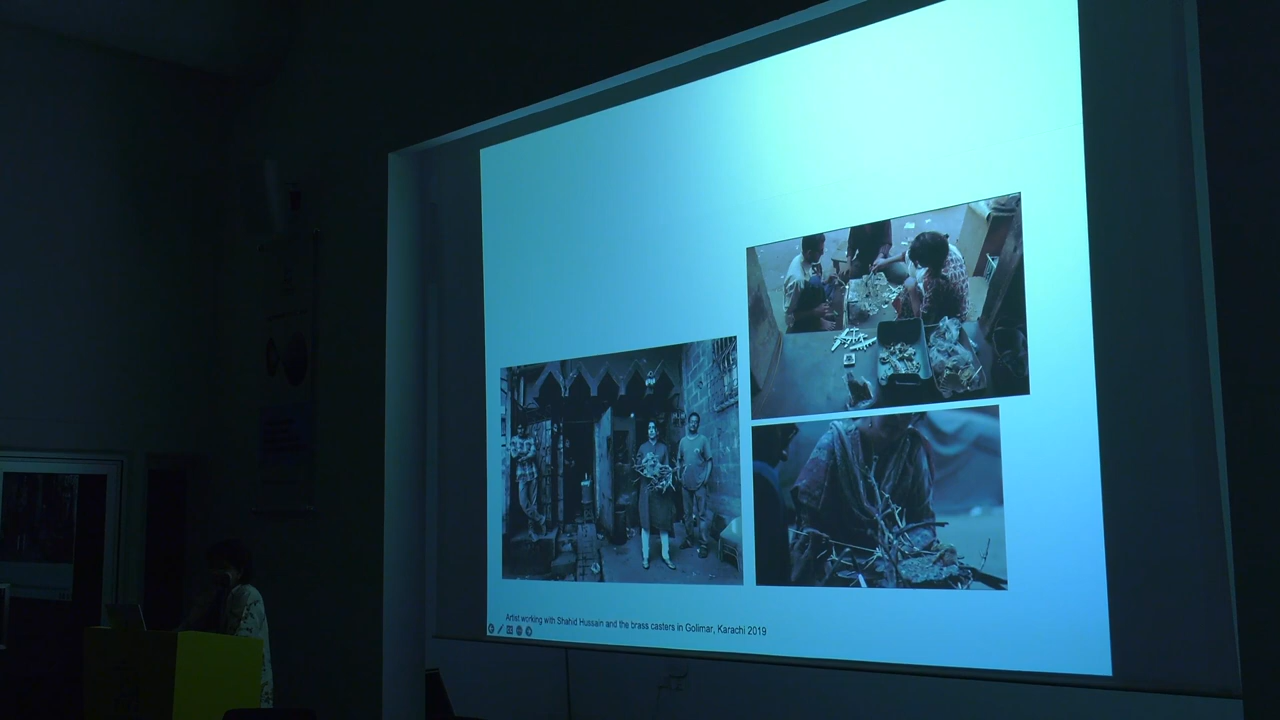 Artist working with Shahid Hussain and the brass casters in Golimar, Karachi 2019